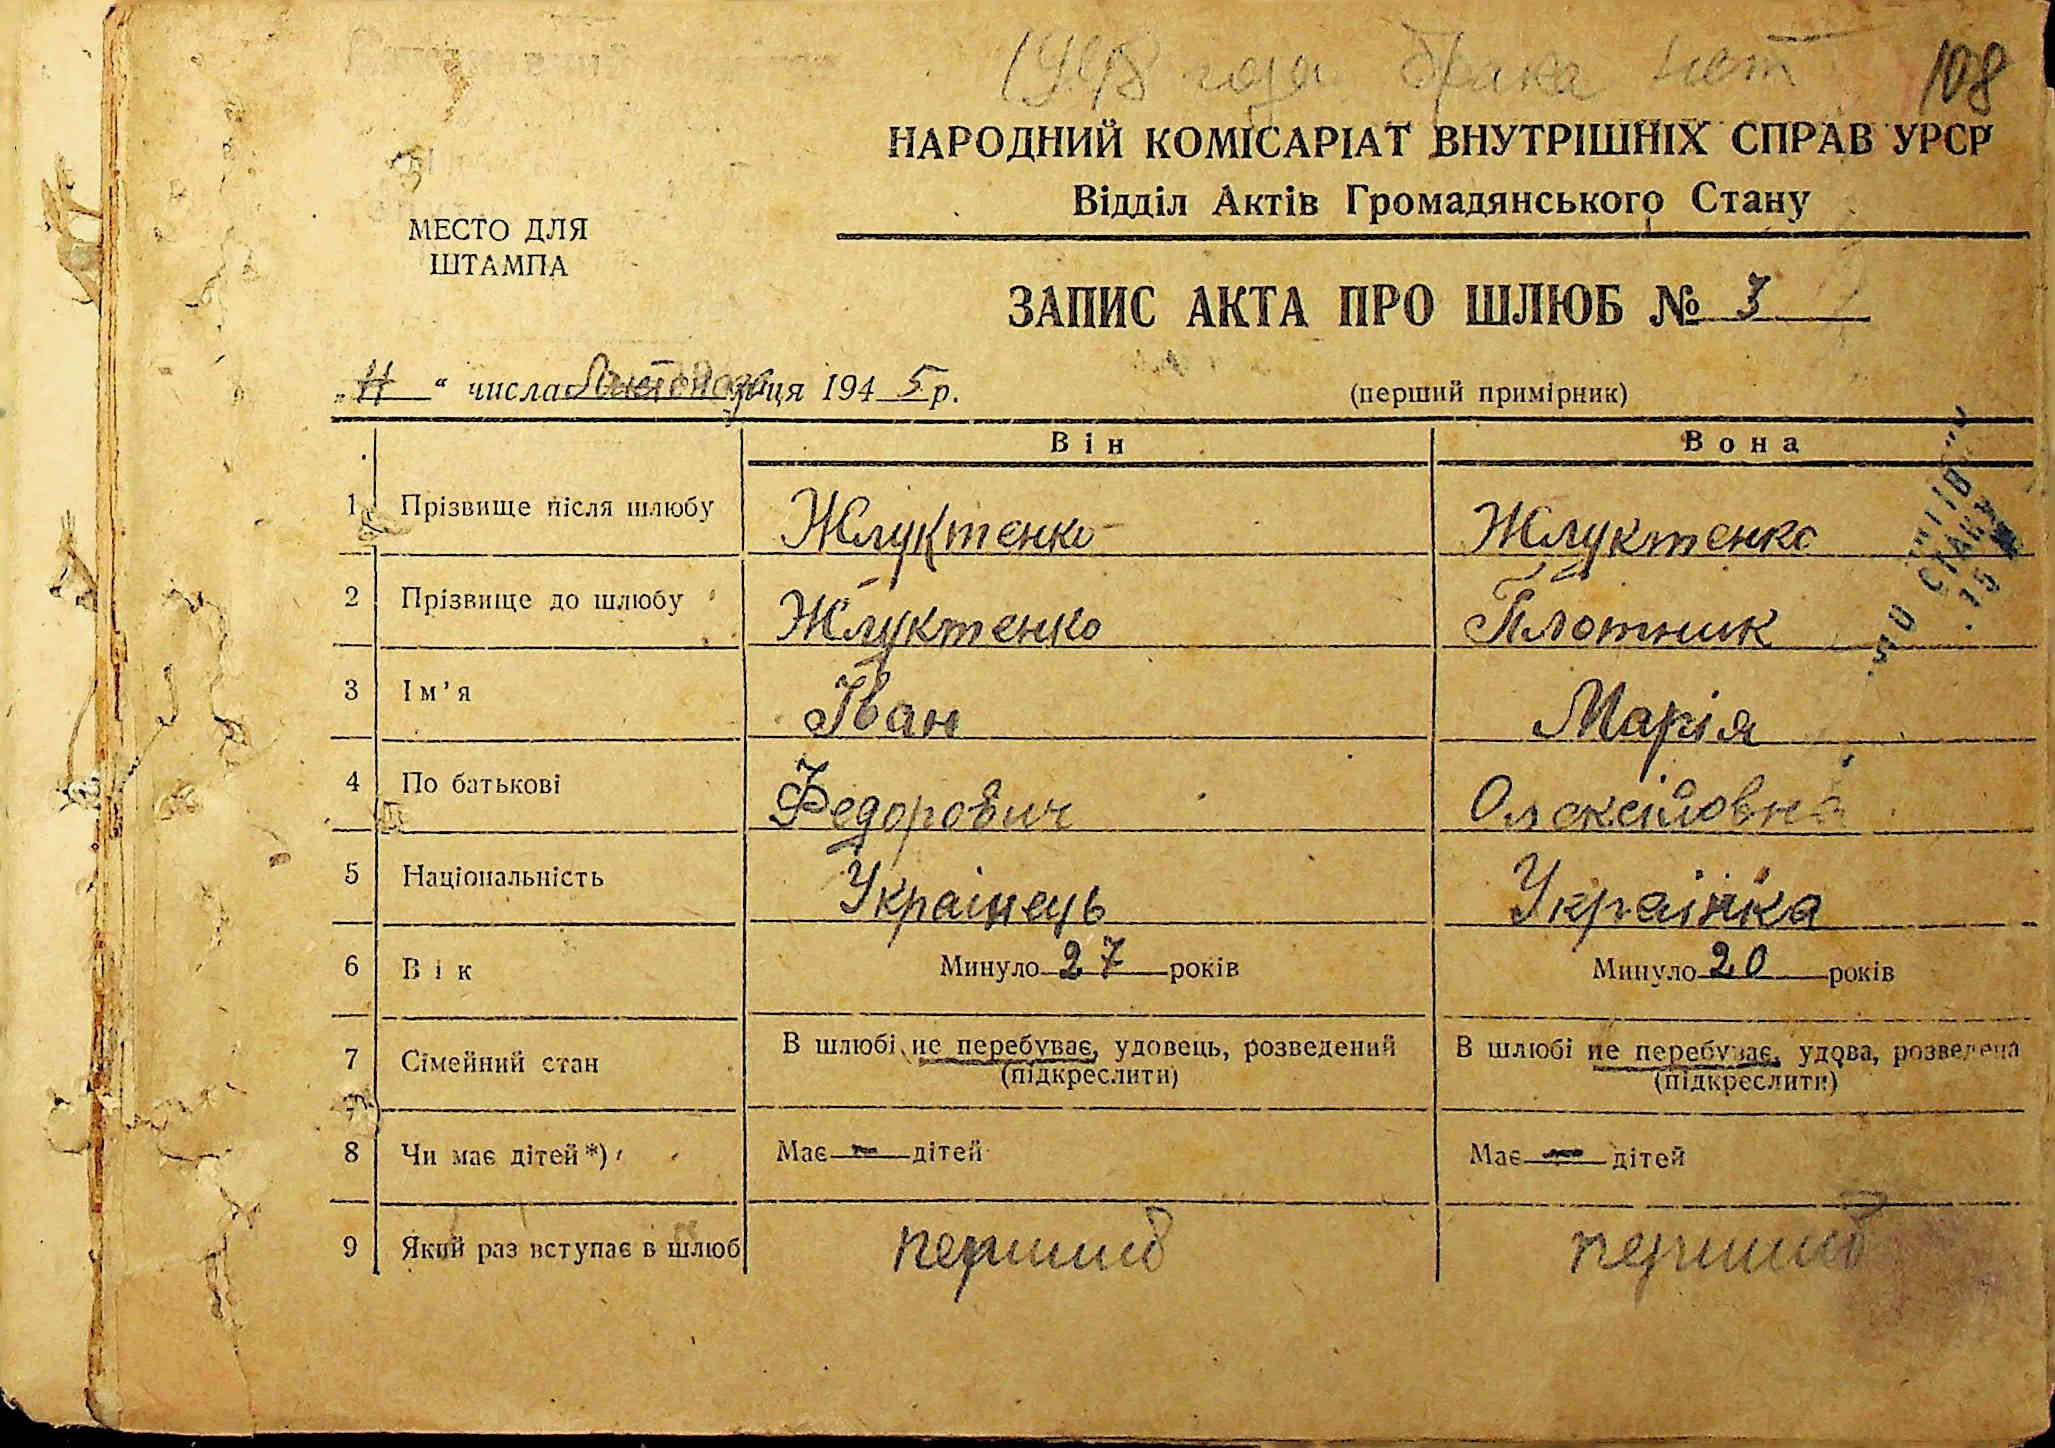 1948 года брака нет 108
НАРОДНИЙ КОМІСАРІАТ ВНУТРІШНІХ СПРАВ УРСР
Відділ Актів Громадянського Стану
МЕСТО ДЛЯ
ШТАМПА
ЗАПИС АКТА ПРО ШЛЮБ № 3
„11“ числа Листопада м-ця 1945 р.
(перший примірник)
Він Вона
1 Прізвище після шлюбу Жлуктенко Жлуктенко
2 Прізвище до шлюбу Жлуктенко Плотник
3 Ім’я Іван Марія
4 По батькові Федорович Олексіївна
5 Національність Українець Українка
6 Вік Минуло 27 років Минуло 20 років
7 Сімейний стан В шлюбі не перебуває, удовець, розведений В шлюбі не перебуває, удова, розведена
(підкреслити) (підкреслити)
8 Чи має дітей*) Має — дітей Має — дітей
9 Який раз вступає в шлюб перший перший